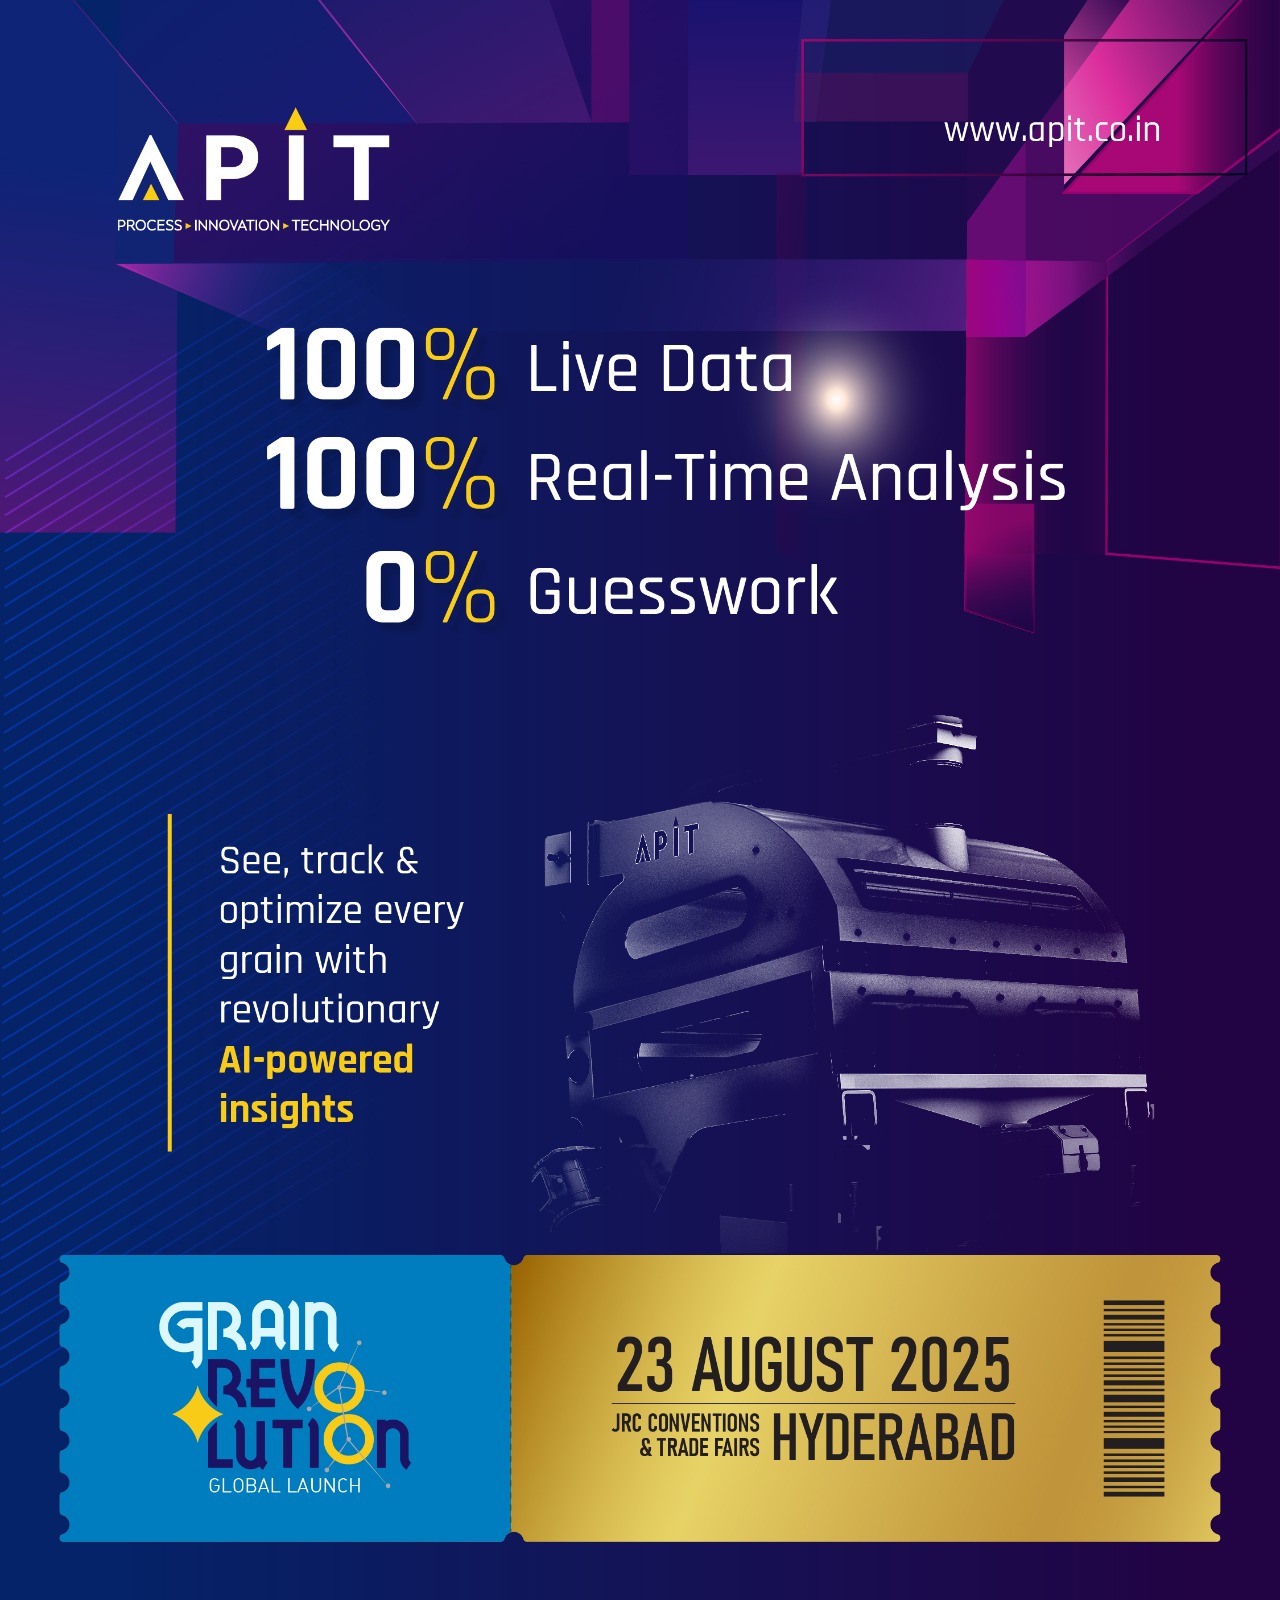 APIT
www.apit.co.in
PROCESS ▸ INNOVATION ▸ TECHNOLOGY
100% Live Data
100% Real-Time Analysis
0% Guesswork
APIT
See, track &
optimize every
grain with
revolutionary
AI-powered
insights
GRAIN
REVO
LUTION
GLOBAL LAUNCH
23 AUGUST 2025
JRC CONVENTIONS
& TRADE FAIRS
HYDERABAD